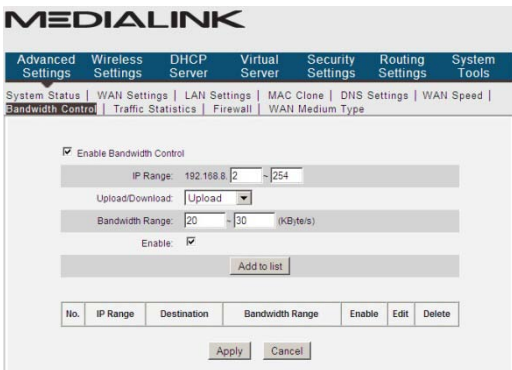 MEDIALINK
Advanced Settings Wireless Settings DHCP Server Virtual Server Security Settings Routing Settings System Tools
System Status | WAN Settings | LAN Settings | MAC Clone | DNS Settings | WAN Speed |
Bandwidth Control | Traffic Statistics | Firewall | WAN Medium Type
Enable Bandwidth Control
IP Range: 192.168.8. 2 ~ 254
Upload/Download: Upload
Bandwidth Range: 20 ~ 30 (KByte/s)
Enable:
Add to list
No. IP Range Destination Bandwidth Range Enable Edit Delete
Apply Cancel